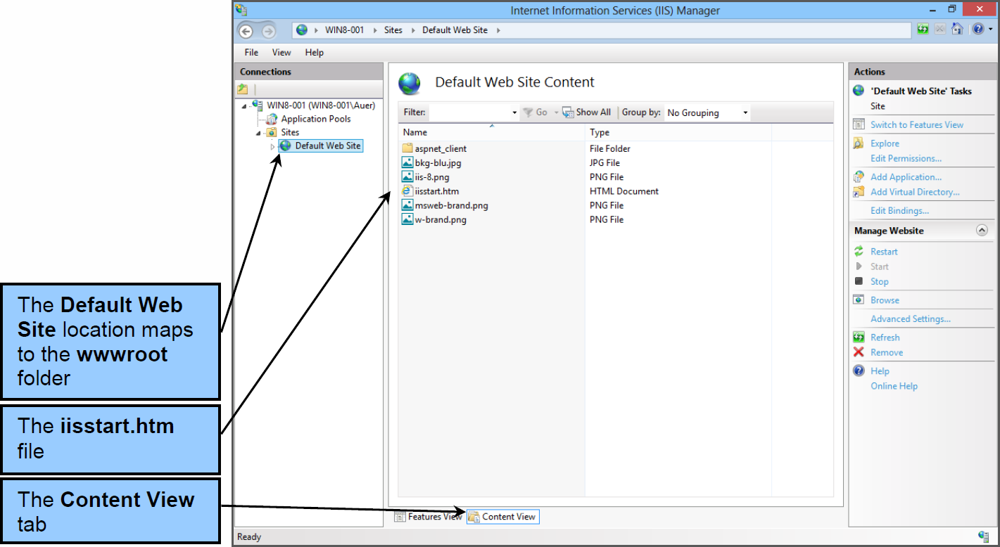 Internet Information Services (IIS) Manager
WIN8-001 Sites Default Web Site
File View Help
Connections
WIN8-001 (WIN8-001\Auer)
Application Pools
Sites
Default Web Site
Default Web Site Content
Filter: Go Show All Group by: No Grouping
Name Type
aspnet_client File Folder
bkg-blu.jpg JPG File
iis-8.png PNG File
iisstart.htm HTML Document
msweb-brand.png PNG File
w-brand.png PNG File
Features View Content View
Actions
'Default Web Site' Tasks
Site
Switch to Features View
Explore
Edit Permissions...
Add Application...
Add Virtual Directory...
Edit Bindings...
Manage Website
Restart
Start
Stop
Browse
Advanced Settings...
Refresh
Remove
Help
Online Help
Ready
The Default Web
Site location maps
to the wwwroot
folder
The iisstart.htm
file
The Content View
tab